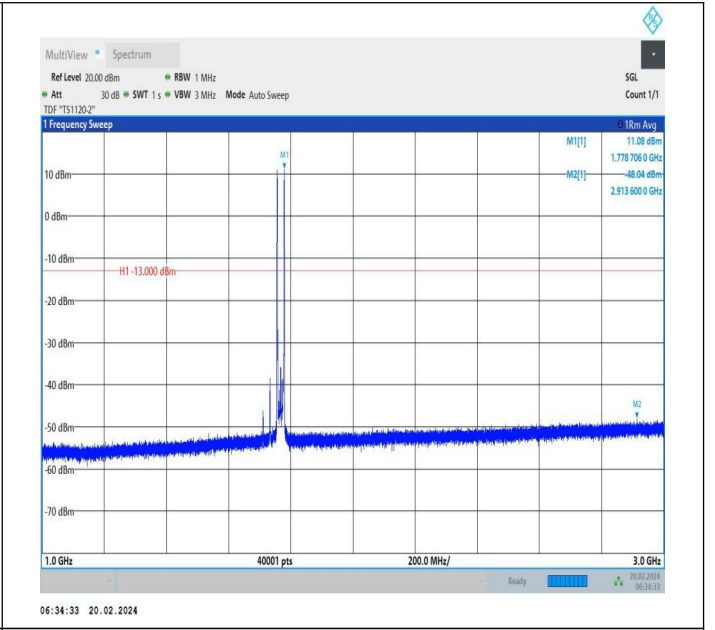 R&S
MultiView Spectrum
Ref Level 20.00 dBm RBW 1 MHz SGL
Att 30 dB SWT 1 s VBW 3 MHz Mode Auto Sweep Count 1/1
TDF "TS1120-2"
1 Frequency Sweep 1Rm Avg
M1[1] 11.08 dBm
1.778 706 0 GHz
M1
10 dBm M2[1] -48.04 dBm
2.913 600 0 GHz
0 dBm
-10 dBm
H1 -13.000 dBm
-20 dBm
-30 dBm
-40 dBm
M2
-50 dBm
-60 dBm
-70 dBm
1.0 GHz 40001 pts 200.0 MHz/ 3.0 GHz
Ready 20.02.2024
06:34:33
06:34:33 20.02.2024